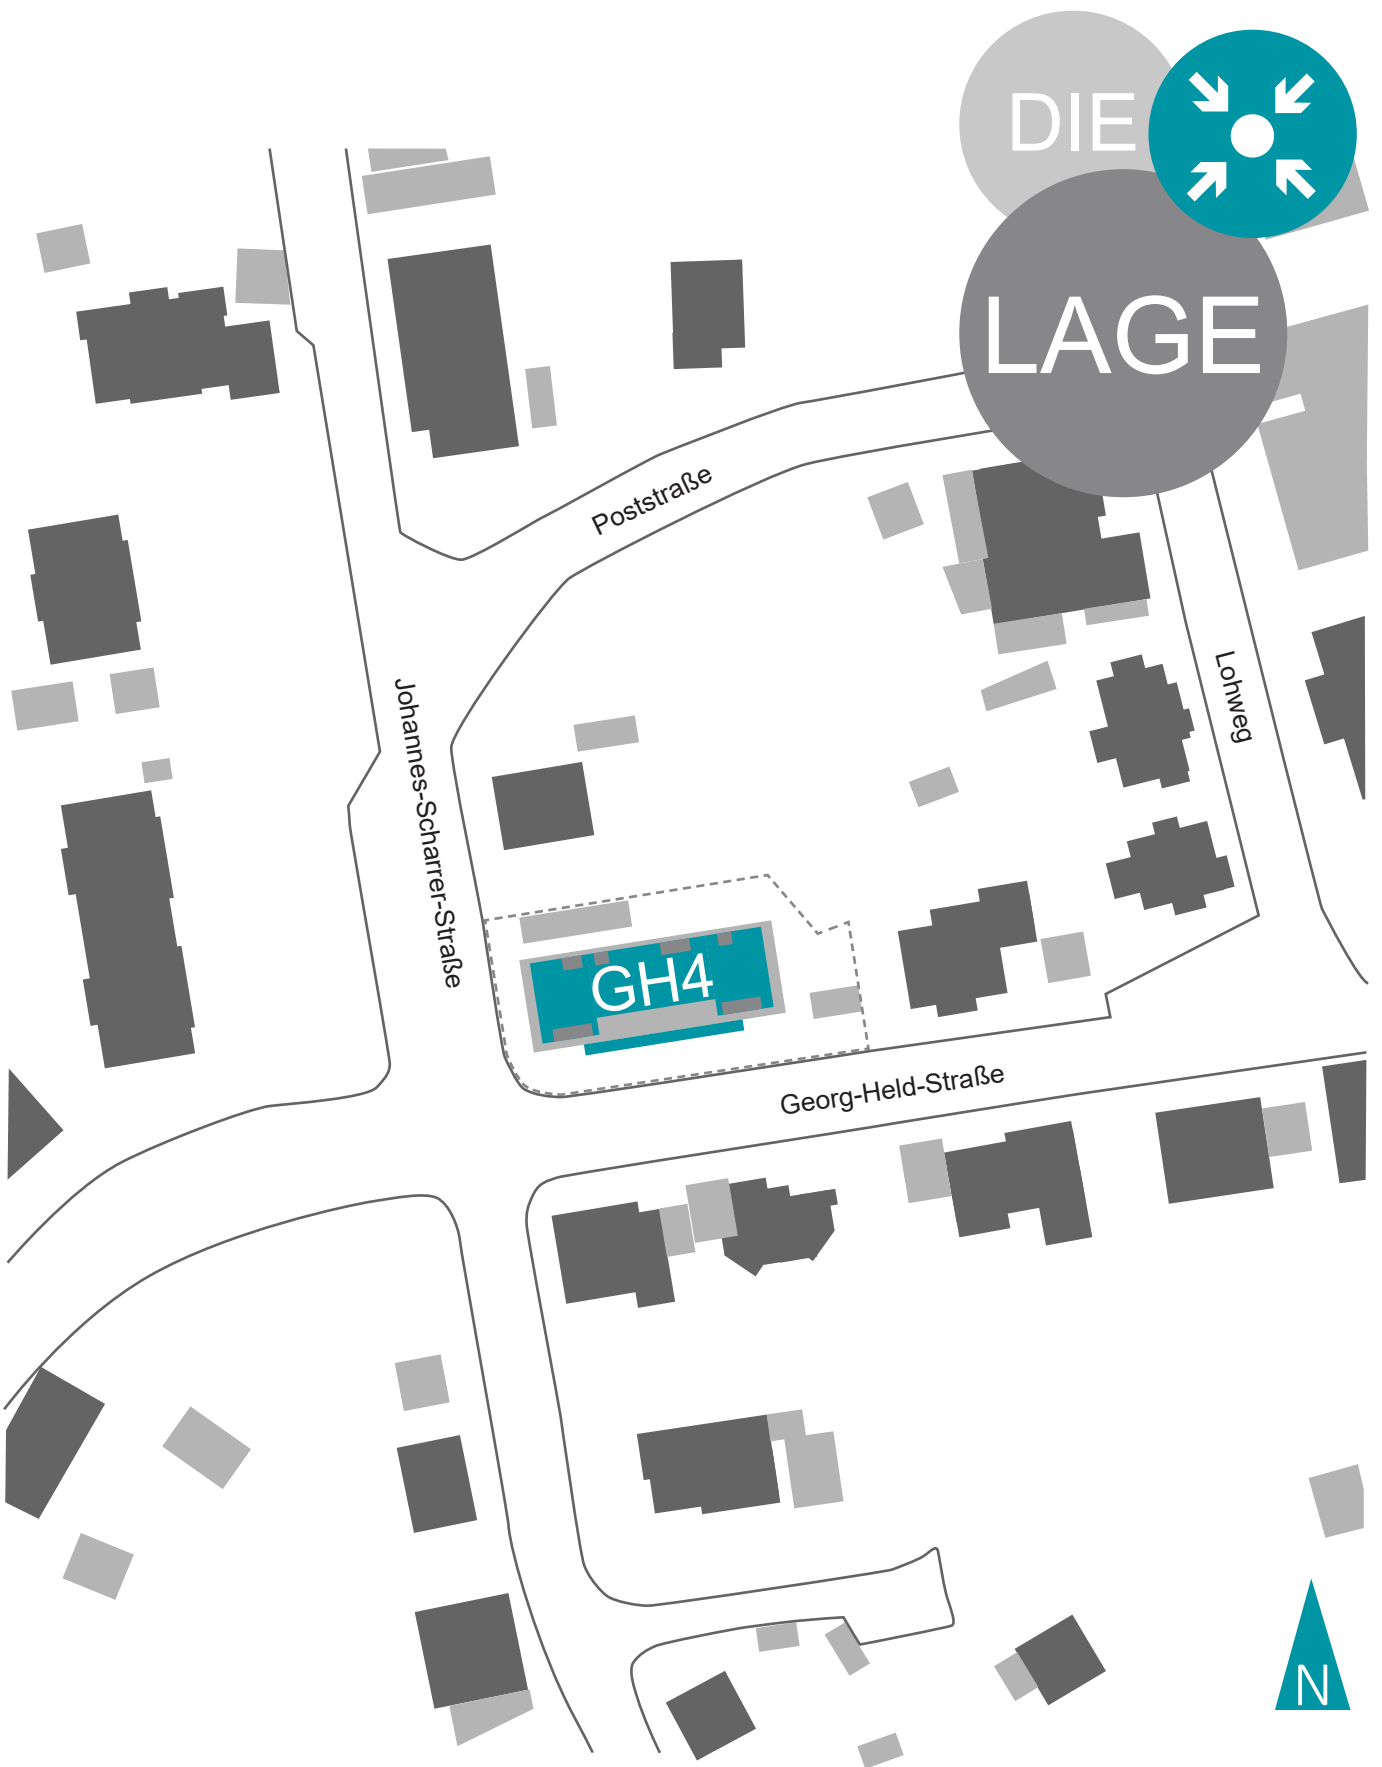 DIE
LAGE
Poststraße
Johannes-Scharrer-Straße
Lohweg
GH4
Georg-Held-Straße
N